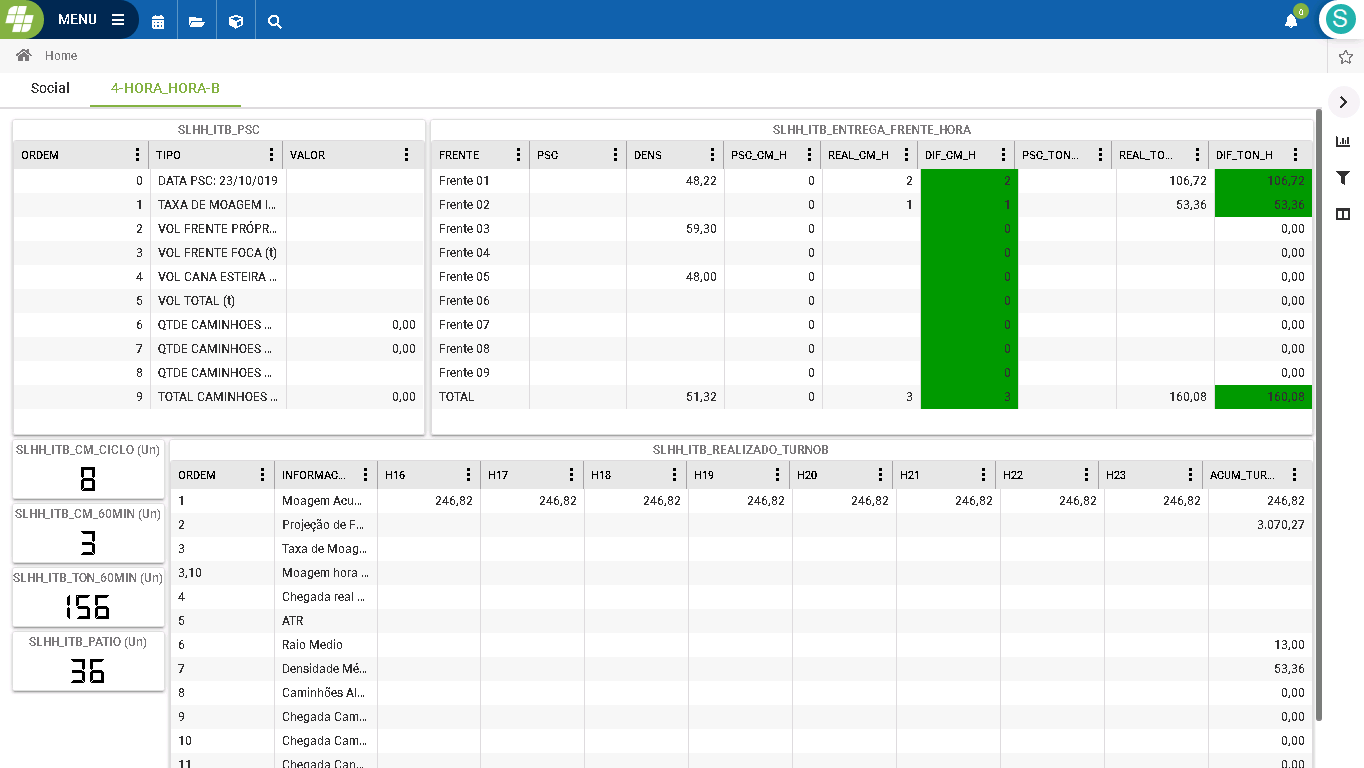 MENU
0
S
Home
Social 4-HORA_HORA-B
SLHH_ITB_PSC
ORDEM TIPO VALOR
0 DATA PSC: 23/10/019
1 TAXA DE MOAGEM I...
2 VOL FRENTE PRÓPR...
3 VOL FRENTE FOCA (t)
4 VOL CANA ESTEIRA ...
5 VOL TOTAL (t)
6 QTDE CAMINHOES ... 0,00
7 QTDE CAMINHOES ... 0,00
8 QTDE CAMINHOES ...
9 TOTAL CAMINHOES ... 0,00
SLHH_ITB_ENTREGA_FRENTE_HORA
FRENTE PSC DENS PSC_CM_H REAL_CM_H DIF_CM_H PSC_TON... REAL_TO... DIF_TON_H
Frente 01 48,22 0 2 2 106,72 106,72
Frente 02 0 1 1 53,36 53,36
Frente 03 59,30 0 0 0,00
Frente 04 0 0 0,00
Frente 05 48,00 0 0 0,00
Frente 06 0 0 0,00
Frente 07 0 0 0,00
Frente 08 0 0 0,00
Frente 09 0 0 0,00
TOTAL 51,32 0 3 3 160,08 160,08
SLHH_ITB_CM_CICLO (Un)
8
SLHH_ITB_CM_60MIN (Un)
3
SLHH_ITB_TON_60MIN (Un)
156
SLHH_ITB_PATIO (Un)
36
SLHH_ITB_REALIZADO_TURNOB
ORDEM INFORMAC... H16 H17 H18 H19 H20 H21 H22 H23 ACUM_TUR...
1 Moagem Acu... 246,82 246,82 246,82 246,82 246,82 246,82 246,82 246,82 246,82
2 Projeção de F... 3.070,27
3 Taxa de Moag...
3,10 Moagem hora ...
4 Chegada real ...
5 ATR
6 Raio Medio 13,00
7 Densidade Mé... 53,36
8 Caminhões Al... 0,00
9 Chegada Cam... 0,00
10 Chegada Cam... 0,00
11 Chegada Can... 0,00